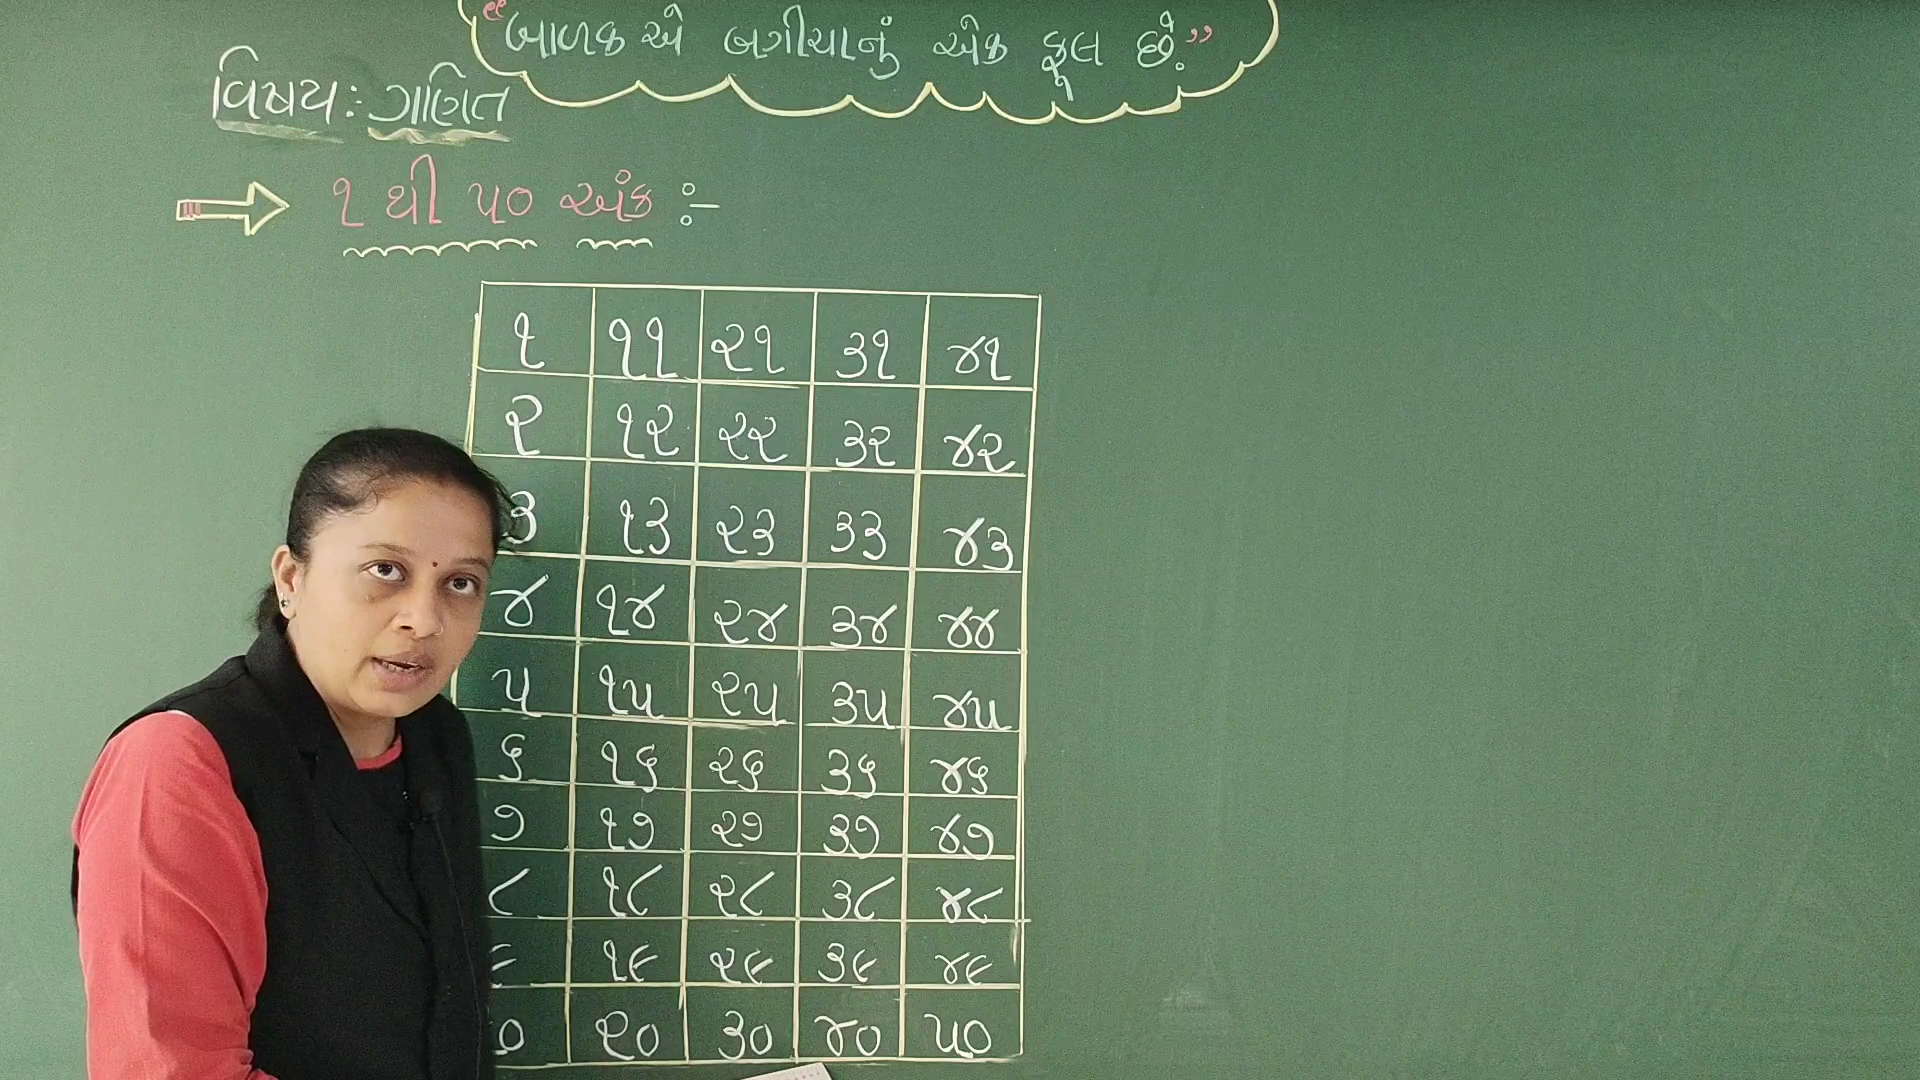 “બાળક એ બગીચાનું એક ફૂલ છે.”
વિષય:- ગણિત
૧ થી ૫૦ અંક :-
૧ ૧૧ ૨૧ ૩૧ ૪૧
૨ ૧૨ ૨૨ ૩૨ ૪૨
૩ ૧૩ ૨૩ ૩૩ ૪૩
૪ ૧૪ ૨૪ ૩૪ ૪૪
૫ ૧૫ ૨૫ ૩૫ ૪૫
૬ ૧૬ ૨૬ ૩૬ ૪૬
૭ ૧૭ ૨૭ ૩૭ ૪૭
૮ ૧૮ ૨૮ ૩૮ ૪૮
૯ ૧૯ ૨૯ ૩૯ ૪૯
૦ ૨૦ ૩૦ ૪૦ ૫૦